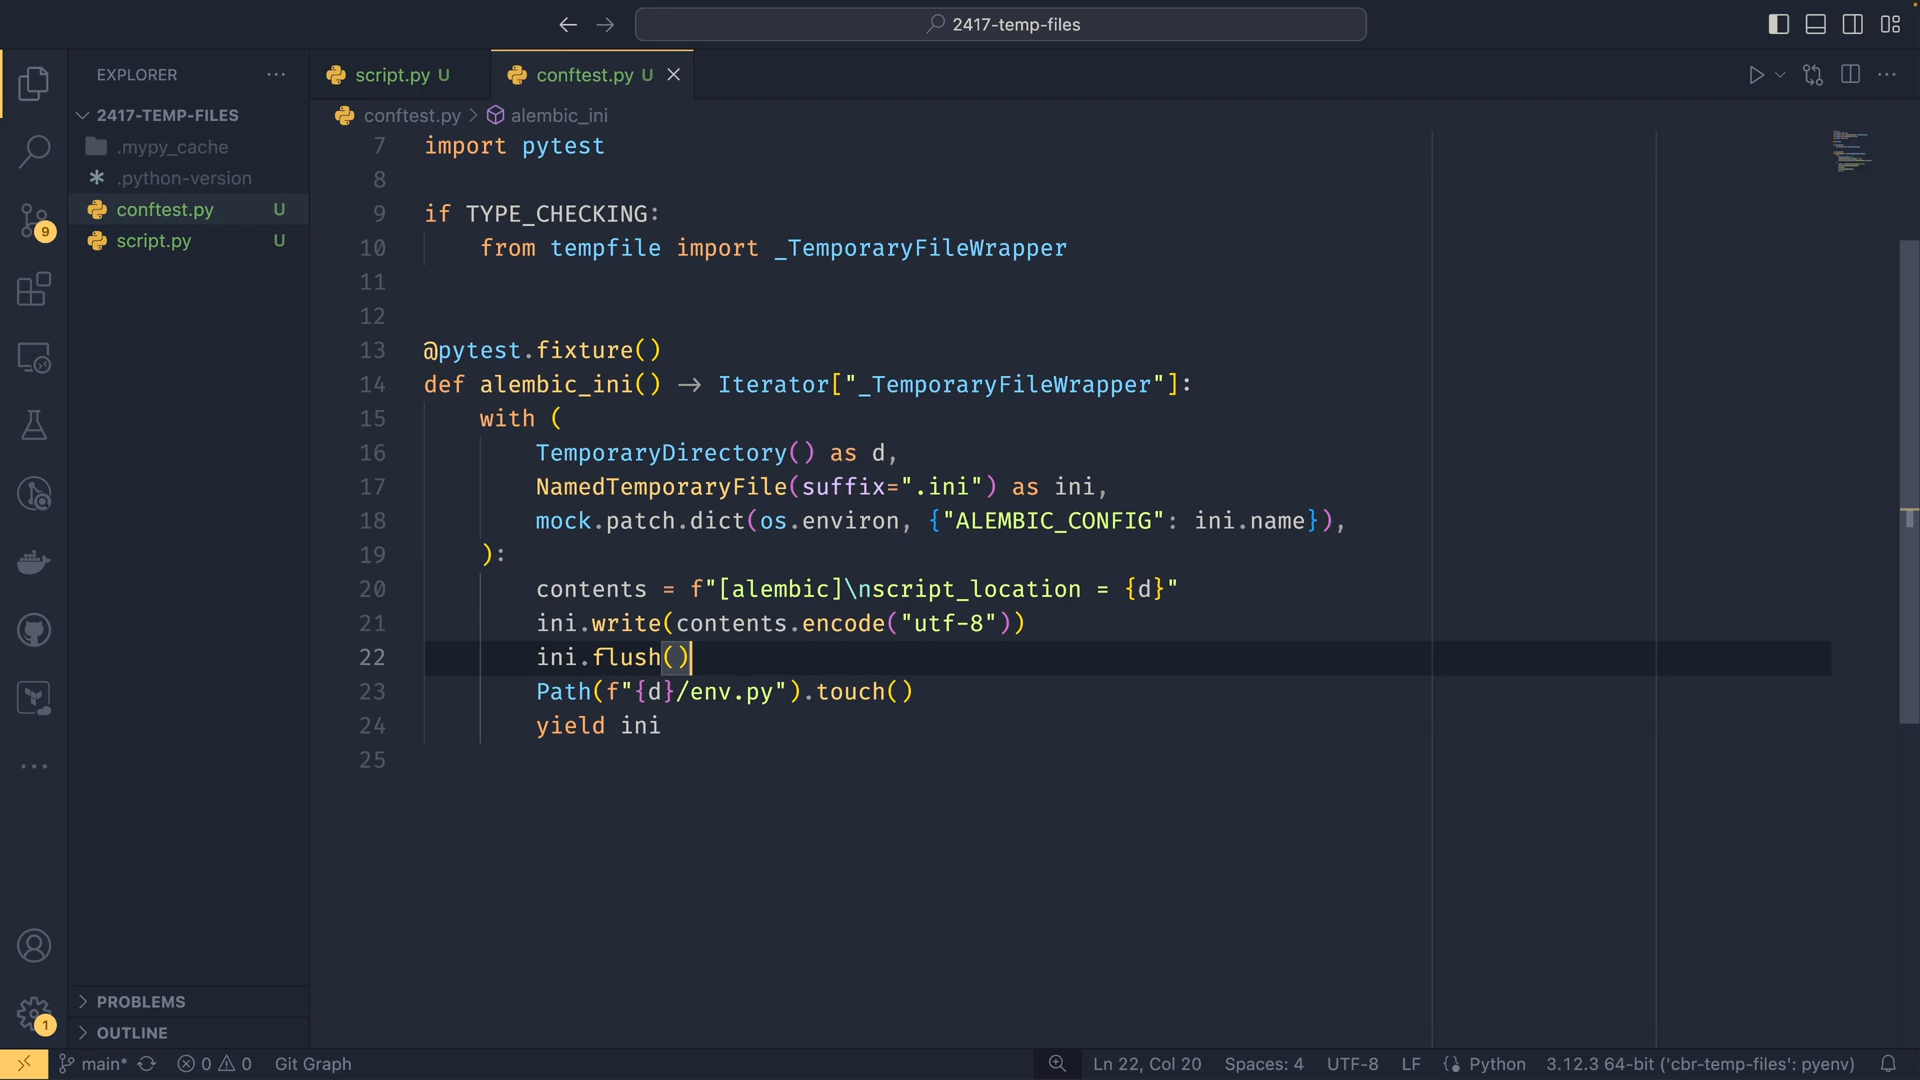 2417-temp-files
EXPLORER
2417-TEMP-FILES
.mypy_cache
.python-version
conftest.py U
script.py U
script.py U
conftest.py U
conftest.py > alembic_ini
7 import pytest
8
9 if TYPE_CHECKING:
10 from tempfile import _TemporaryFileWrapper
11
12
13 @pytest.fixture()
14 def alembic_ini() -> Iterator["_TemporaryFileWrapper"]:
15 with (
16 TemporaryDirectory() as d,
17 NamedTemporaryFile(suffix=".ini") as ini,
18 mock.patch.dict(os.environ, {"ALEMBIC_CONFIG": ini.name}),
19 ):
20 contents = f"[alembic]\nscript_location = {d}"
21 ini.write(contents.encode("utf-8"))
22 ini.flush()
23 Path(f"{d}/env.py").touch()
24 yield ini
25
9
1
PROBLEMS
OUTLINE
main* 0 0 Git Graph
Ln 22, Col 20 Spaces: 4 UTF-8 LF Python 3.12.3 64-bit ('cbr-temp-files': pyenv)